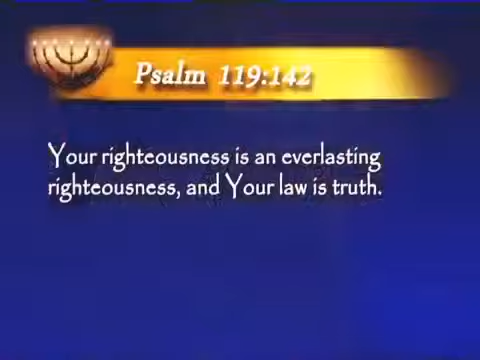 Psalm 119:142
Your righteousness is an everlasting
righteousness, and Your law is truth.